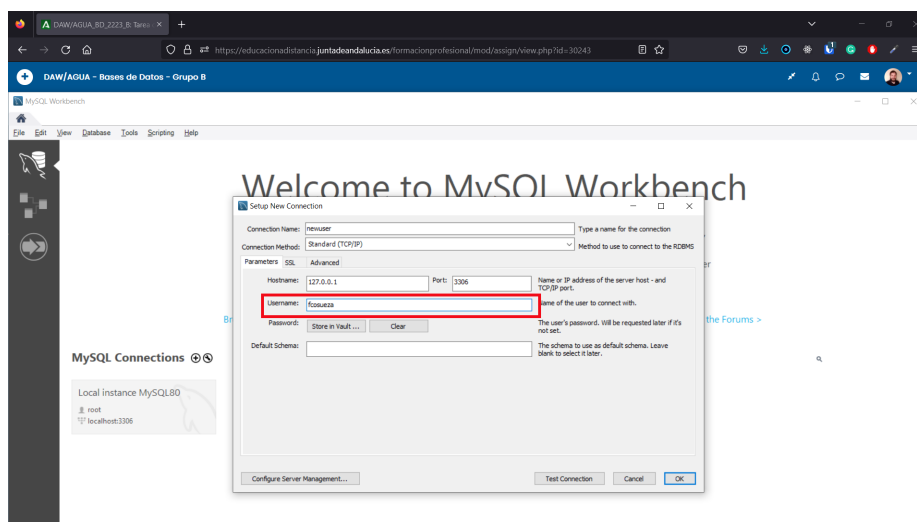 DAW/AGUA_BD_2223_B: Tarea
https://educacionadistancia.juntadeandalucia.es/formacionprofesional/mod/assign/view.php?id=30243
DAW/AGUA - Bases de Datos - Grupo B
MySQL Workbench
File Edit View Database Tools Scripting Help
Welcome to MySQL Workbench
Setup New Connection
Connection Name: newuser Type a name for the connection
Connection Method: Standard (TCP/IP) Method to use to connect to the RDBMS
Parameters SSL Advanced
Hostname: 127.0.0.1 Port: 3306 Name or IP address of the server host - and
TCP/IP port.
Username: fcosueza Name of the user to connect with.
Password: Store in Vault ... Clear The user's password. Will be requested later if it's
not set.
the Forums >
Default Schema: The schema to use as default schema. Leave
blank to select it later.
MySQL Connections
Local instance MySQL80
root
localhost:3306
Configure Server Management... Test Connection Cancel OK